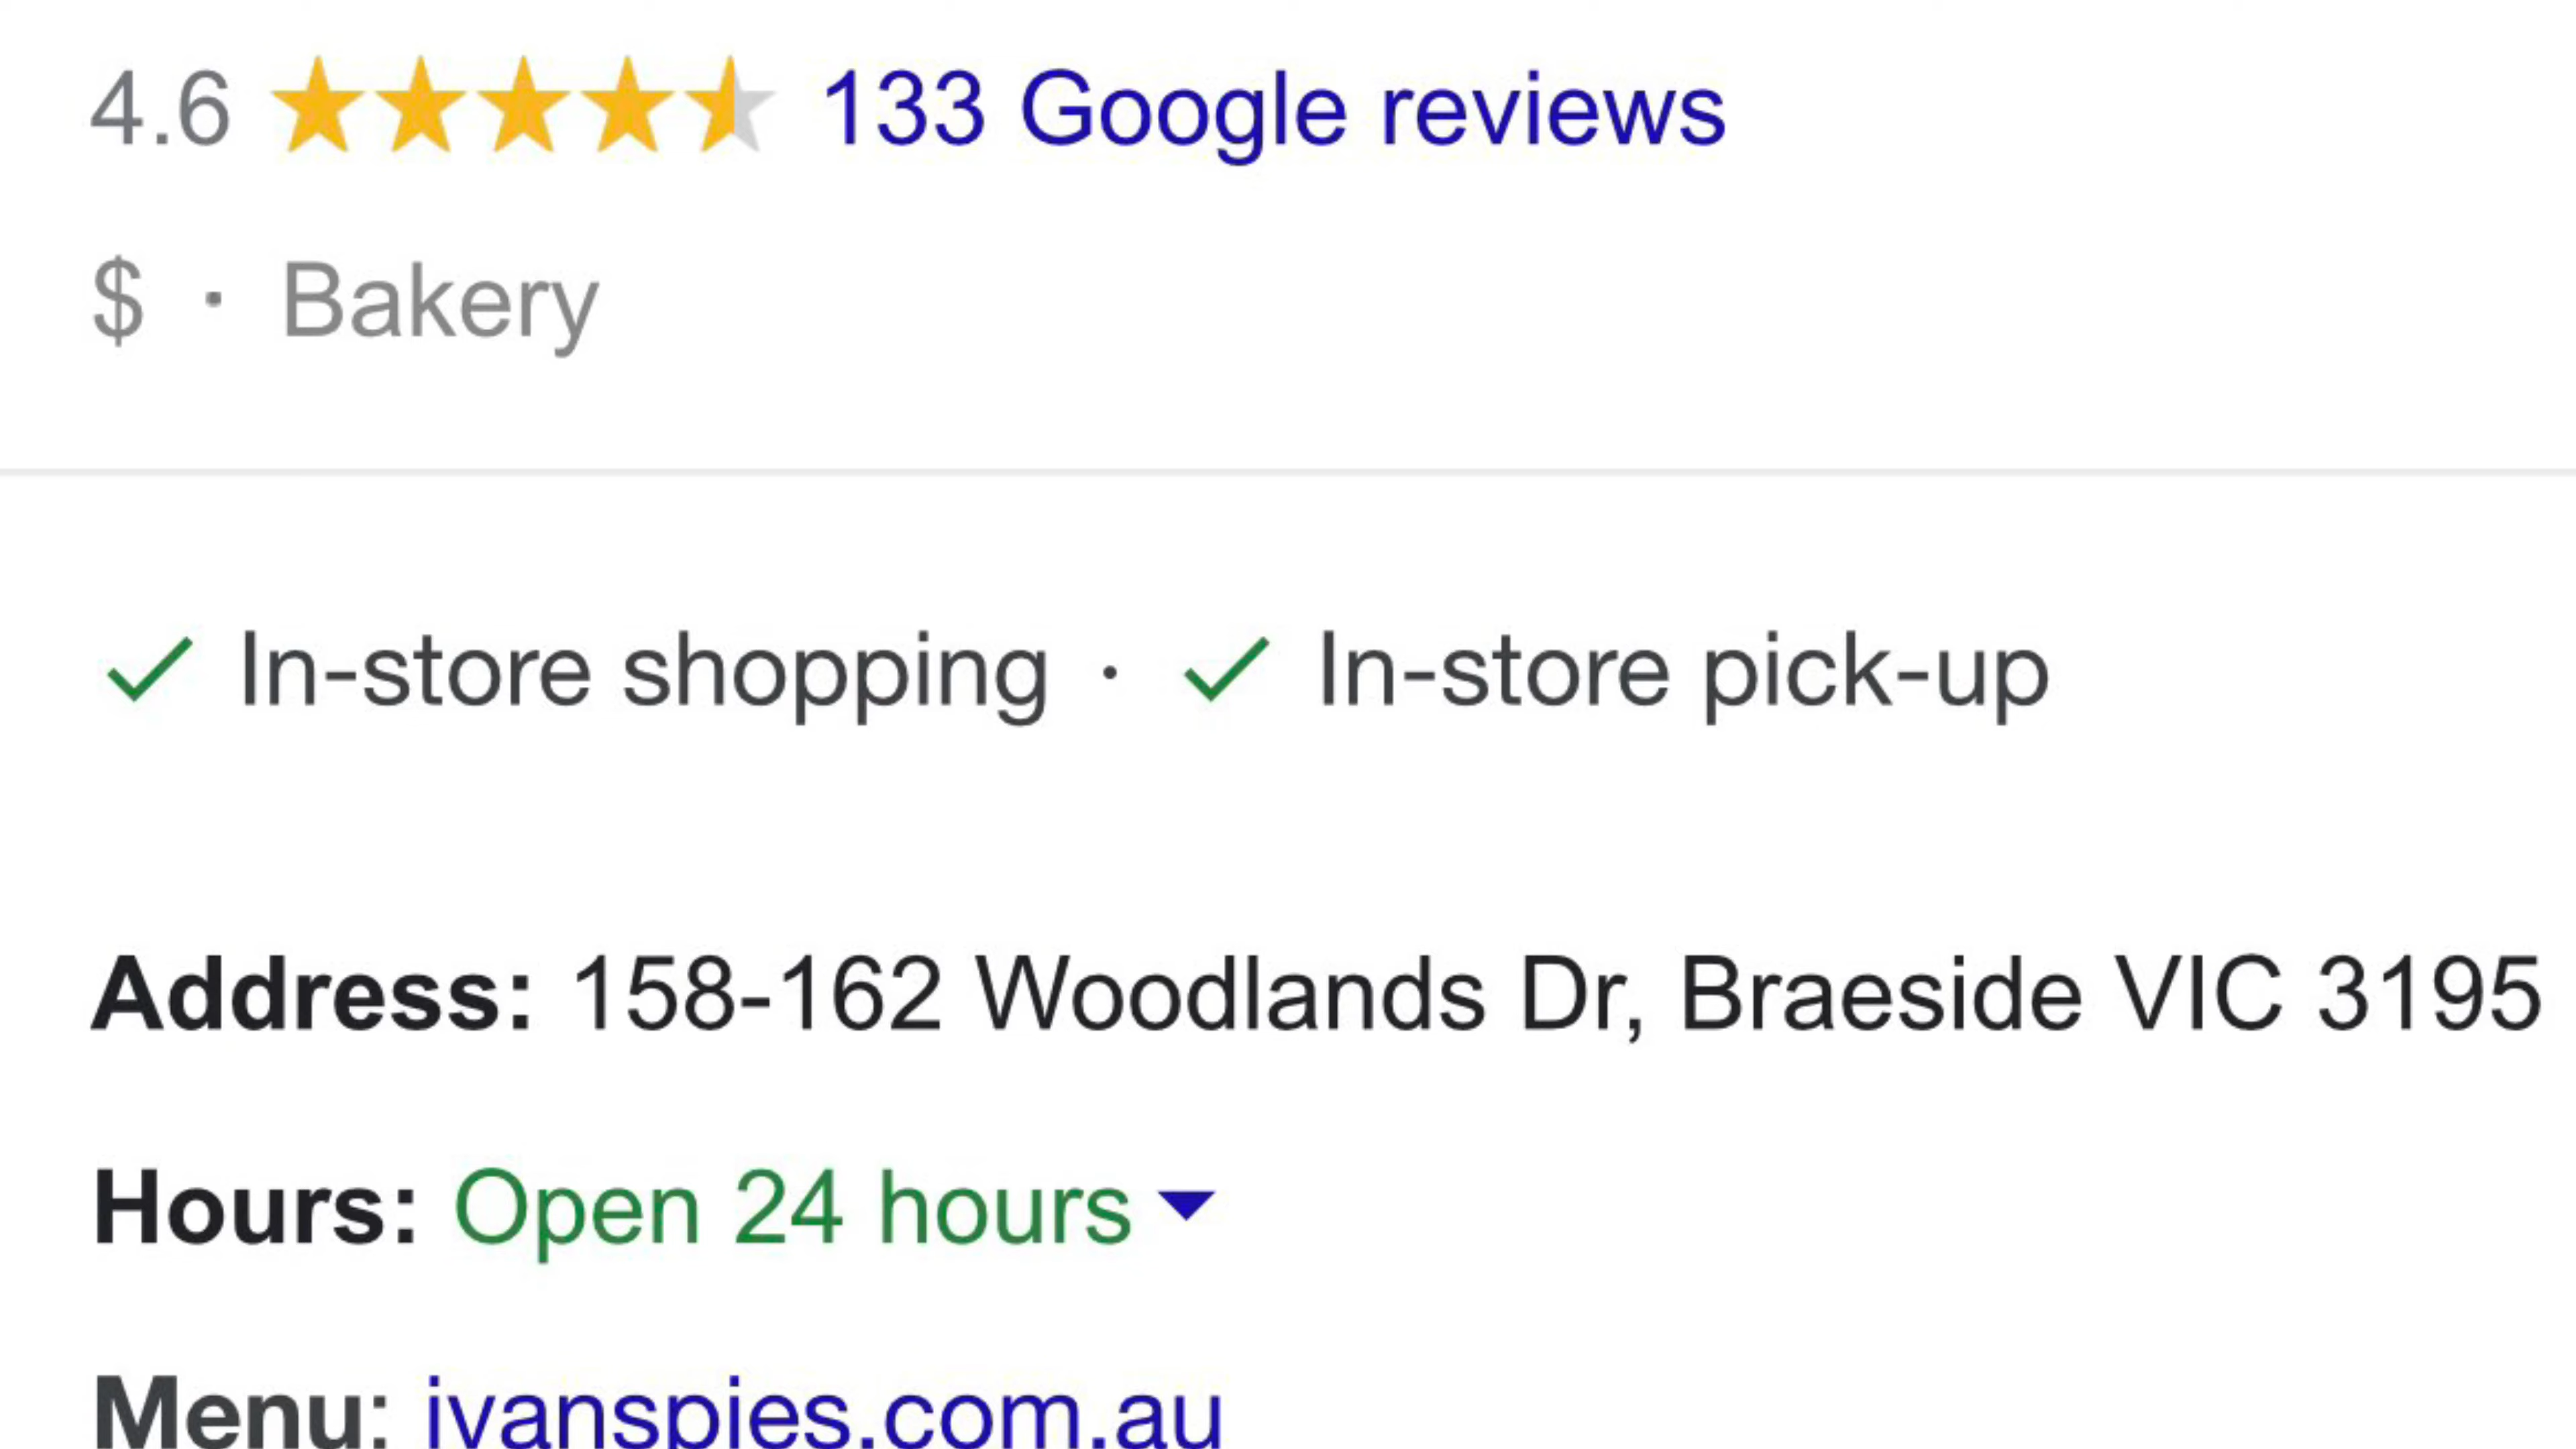 4.6 133 Google reviews
$ · Bakery
In-store shopping · In-store pick-up
Address: 158-162 Woodlands Dr, Braeside VIC 3195
Hours: Open 24 hours
Menu: ivanspies.com.au